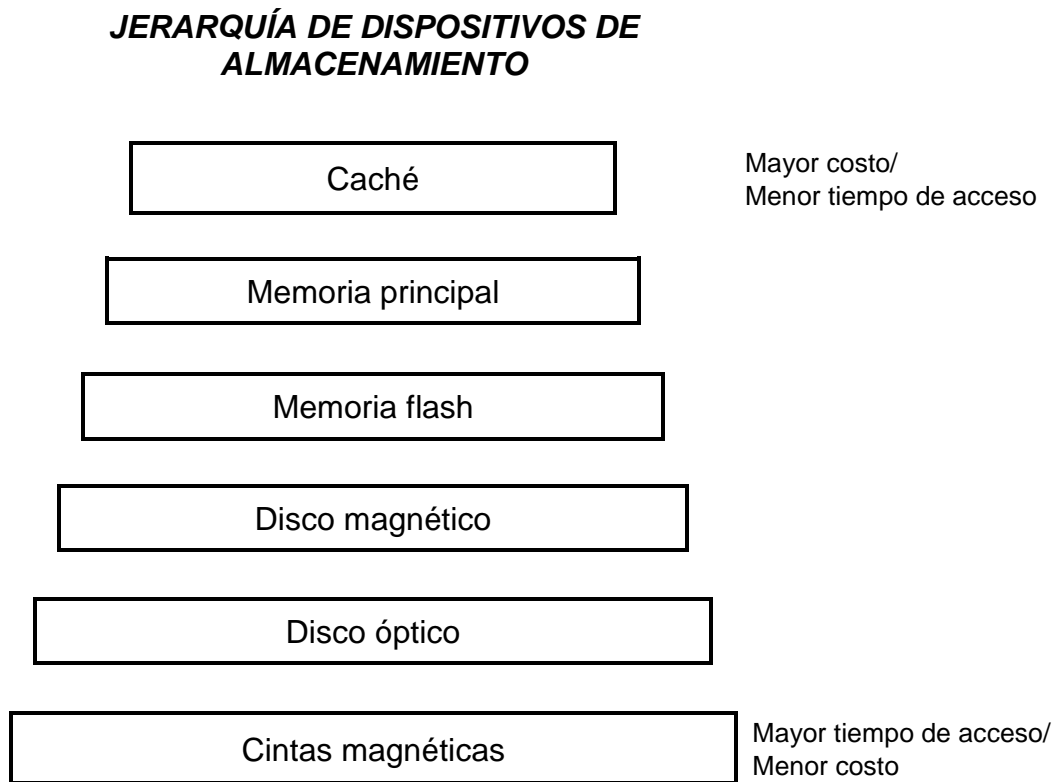 JERARQUÍA DE DISPOSITIVOS DE
ALMACENAMIENTO
Caché
Mayor costo/
Menor tiempo de acceso
Memoria principal
Memoria flash
Disco magnético
Disco óptico
Cintas magnéticas
Mayor tiempo de acceso/
Menor costo